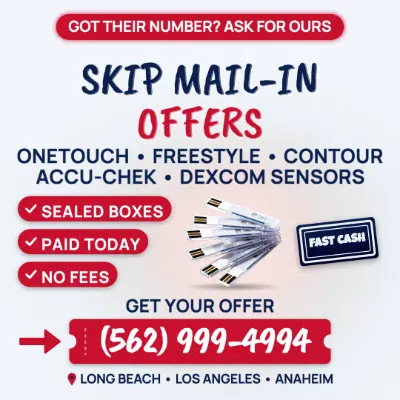 GOT THEIR NUMBER? ASK FOR OURS
SKIP MAIL-IN
OFFERS
ONETOUCH • FREESTYLE • CONTOUR
ACCU-CHEK • DEXCOM SENSORS
SEALED BOXES
PAID TODAY
NO FEES
FAST CASH
GET YOUR OFFER
(562) 999-4994
LONG BEACH • LOS ANGELES • ANAHEIM